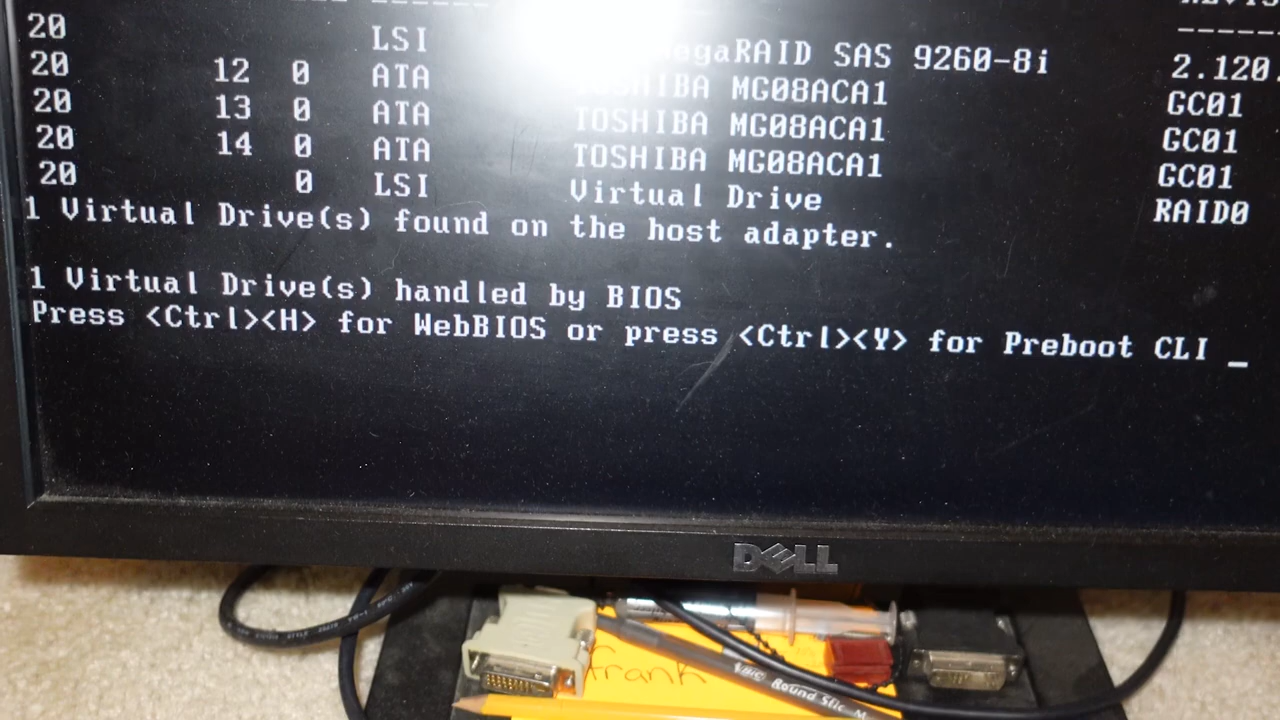 20 LSI egaRAID SAS 9260-8i 2.120
20 12 0 ATA TOSHIBA MG08ACA1 GC01
20 13 0 ATA TOSHIBA MG08ACA1 GC01
20 14 0 ATA TOSHIBA MG08ACA1 GC01
20 0 LSI Virtual Drive RAID0
1 Virtual Drive(s) found on the host adapter.
1 Virtual Drive(s) handled by BIOS
Press <Ctrl><H> for WebBIOS or press <Ctrl><Y> for Preboot CLI _
DELL
frank
BIC Round Stic M